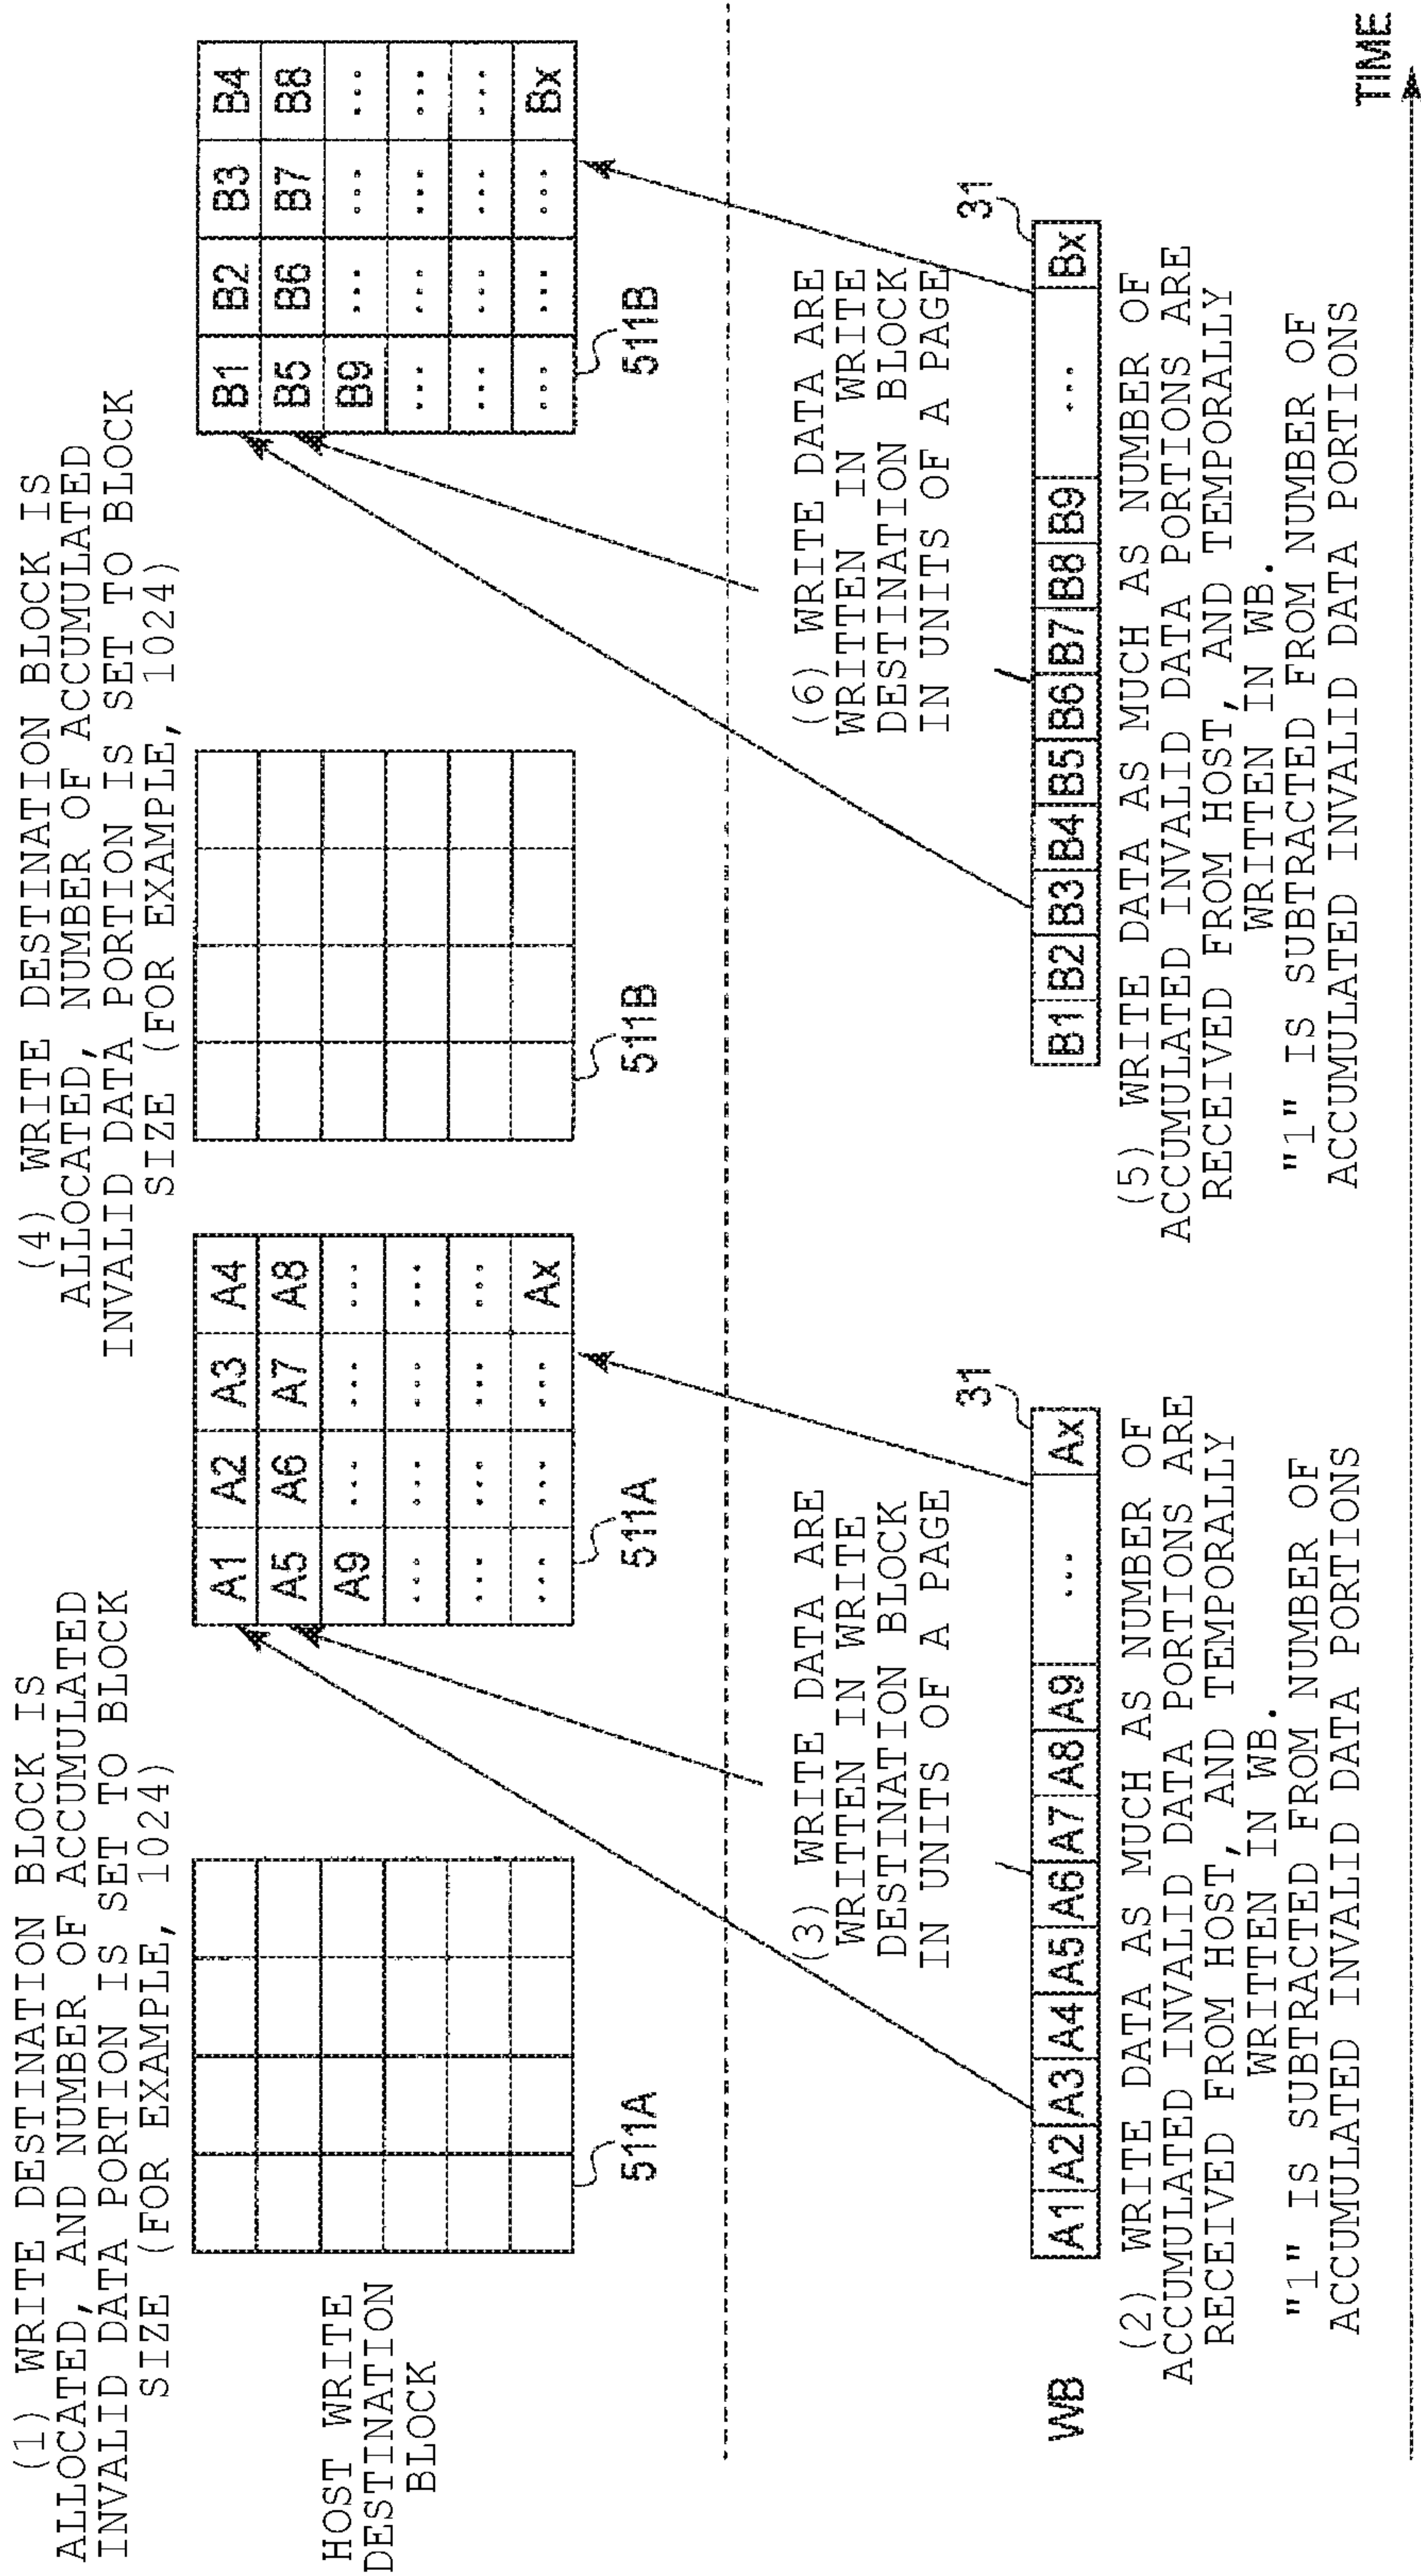 (1) WRITE DESTINATION BLOCK IS
ALLOCATED, AND NUMBER OF ACCUMULATED
INVALID DATA PORTION IS SET TO BLOCK
SIZE (FOR EXAMPLE, 1024)
(4) WRITE DESTINATION BLOCK IS
ALLOCATED, NUMBER OF ACCUMULATED
INVALID DATA PORTION IS SET TO BLOCK
SIZE (FOR EXAMPLE, 1024)
HOST WRITE
DESTINATION
BLOCK
511A
A1 A2 A3 A4
A5 A6 A7 A8
A9 ... ... ...
... ... ... ...
... ... ... ...
... ... ... Ax
511A
511B
B1 B2 B3 B4
B5 B6 B7 B8
B9 ... ... ...
... ... ... ...
... ... ... ...
... ... ... Bx
511B
(3) WRITE DATA ARE
WRITTEN IN WRITE
DESTINATION BLOCK
IN UNITS OF A PAGE
(6) WRITE DATA ARE
WRITTEN IN WRITE
DESTINATION BLOCK
IN UNITS OF A PAGE
31
31
WB
A1 A2 A3 A4 A5 A6 A7 A8 A9 ... Ax
B1 B2 B3 B4 B5 B6 B7 B8 B9 ... Bx
(2) WRITE DATA AS MUCH AS NUMBER OF
ACCUMULATED INVALID DATA PORTIONS ARE
RECEIVED FROM HOST, AND TEMPORALLY
WRITTEN IN WB.
"1" IS SUBTRACTED FROM NUMBER OF
ACCUMULATED INVALID DATA PORTIONS
(5) WRITE DATA AS MUCH AS NUMBER OF
ACCUMULATED INVALID DATA PORTIONS ARE
RECEIVED FROM HOST, AND TEMPORALLY
WRITTEN IN WB.
"1" IS SUBTRACTED FROM NUMBER OF
ACCUMULATED INVALID DATA PORTIONS
TIME